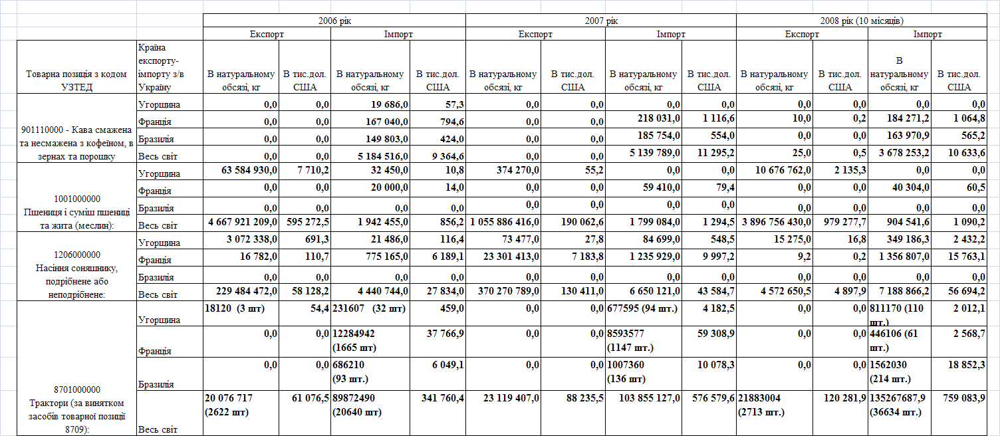 2006 рік 2007 рік 2008 рік (10 місяців)
Експорт Імпорт Експорт Імпорт Експорт Імпорт
Товарна позиція з кодом
УЗТЕД
Країна
експорту-
імпорту з/в
Україну
В натуральному
обсязі, кг
В тис.дол.
США
В натуральному
обсязі, кг
В тис.дол.
США
В натуральному
обсязі, кг
В тис.дол.
США
В натуральному
обсязі, кг
В тис.дол.
США
В натуральному
обсязі, кг
В тис.дол.
США
В
натуральному
обсязі, кг
В тис.дол.
США
901110000 - Кава смажена
та несмажена з кофеїном, в
зернах та порошку
Угорщина 0,0 0,0 19 686,0 57,3 0,0 0,0 0,0 0,0 0,0 0,0 0,0 0,0
Франція 0,0 0,0 167 040,0 794,6 0,0 0,0 218 031,0 1 116,6 10,0 0,2 184 271,2 1 064,8
Бразилія 0,0 0,0 149 803,0 424,0 0,0 0,0 185 754,0 554,0 0,0 0,0 163 970,9 565,2
Весь світ 0,0 0,0 5 184 516,0 9 364,6 0,0 0,0 5 139 789,0 11 295,2 25,0 0,5 3 678 253,2 10 633,6
1001000000
Пшениця і суміш пшениці
та жита (меслин):
Угорщина 63 584 930,0 7 710,2 32 450,0 10,8 374 270,0 55,2 0,0 0,0 10 676 762,0 2 135,3 0,0 0,0
Франція 0,0 0,0 20 000,0 14,0 0,0 0,0 59 410,0 79,4 0,0 0,0 40 304,0 60,5
Бразилія 0,0 0,0 0,0 0,0 0,0 0,0 0,0 0,0 0,0 0,0 0,0 0,0
Весь світ 4 667 921 209,0 595 272,5 1 942 455,0 856,2 1 055 886 416,0 190 062,6 1 799 084,0 1 294,5 3 896 756 430,0 979 277,7 904 541,6 1 090,2
1206000000
Насіння соняшнику,
подрібнене або
неподрібнене:
Угорщина 3 072 338,0 691,3 21 486,0 116,4 73 477,0 27,8 84 699,0 548,5 15 275,0 16,8 349 186,3 2 432,2
Франція 16 782,0 110,7 775 165,0 6 189,1 23 301 413,0 7 183,8 1 235 929,0 9 997,2 9,2 0,2 1 356 807,0 15 763,1
Бразилія 0,0 0,0 0,0 0,0 0,0 0,0 0,0 0,0 0,0 0,0 0,0 0,0
Весь світ 229 484 472,0 58 128,2 4 440 744,0 27 834,0 370 270 789,0 130 411,0 6 650 121,0 43 584,7 4 572 650,5 4 897,9 7 188 866,2 56 694,2
8701000000
Трактори (за винятком
засобів товарної позиції
8709):
Угорщина 18120 (3 шт) 54,4 231607 (32 шт) 459,0 0,0 0,0 677595 (94 шт.) 4 182,5 0,0 0,0 811170 (110 2 012,1
шт.)
Франція 0,0 0,0 12284942 37 766,9 0,0 0,0 8593577 59 308,9 0,0 0,0 446106 (61 2 568,7
(1665 шт) (1147 шт.) шт.)
Бразилія 0,0 0,0 686210 6 049,1 0,0 0,0 1007360 10 078,3 0,0 0,0 1562030 18 852,3
(93 шт.) (136 шт) (214 шт.)
Весь світ 20 076 717 61 076,5 89872490 341 760,4 23 119 407,0 88 235,5 103 855 127,0 576 579,6 21883004 120 281,9 135267687,9 759 083,9
(2622 шт) (20640 шт) (2713 шт.) (36634 шт.)